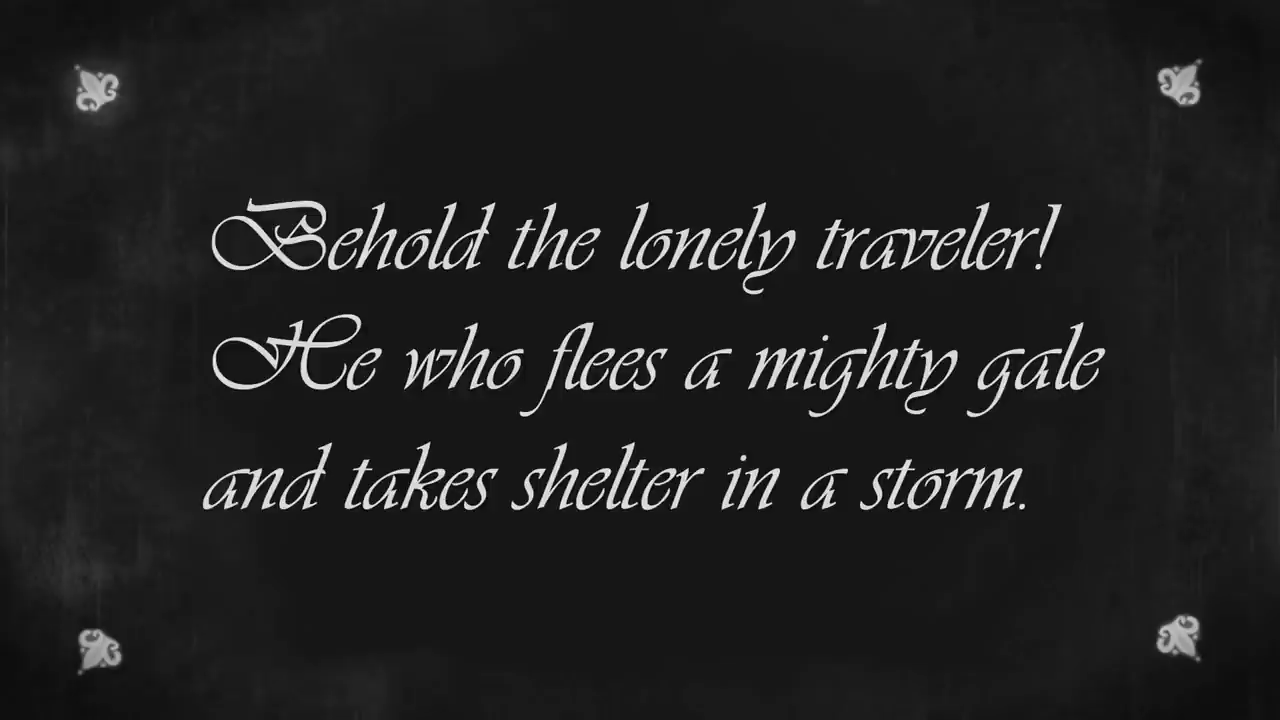 Behold the lonely traveler!
He who flees a mighty gale
and takes shelter in a storm.